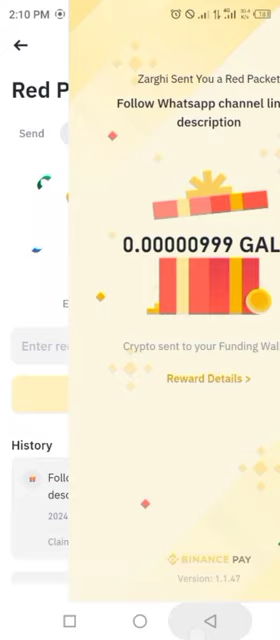 2:10 PM
Zarghi Sent You a Red Packet
Follow Whatsapp channel lin
description
0.00000999 GAL
Crypto sent to your Funding Wal
Reward Details >
BINANCE PAY
Version: 1.1.47
Red P
Send
E
Enter re
History
Follo
desc
2024
Claim